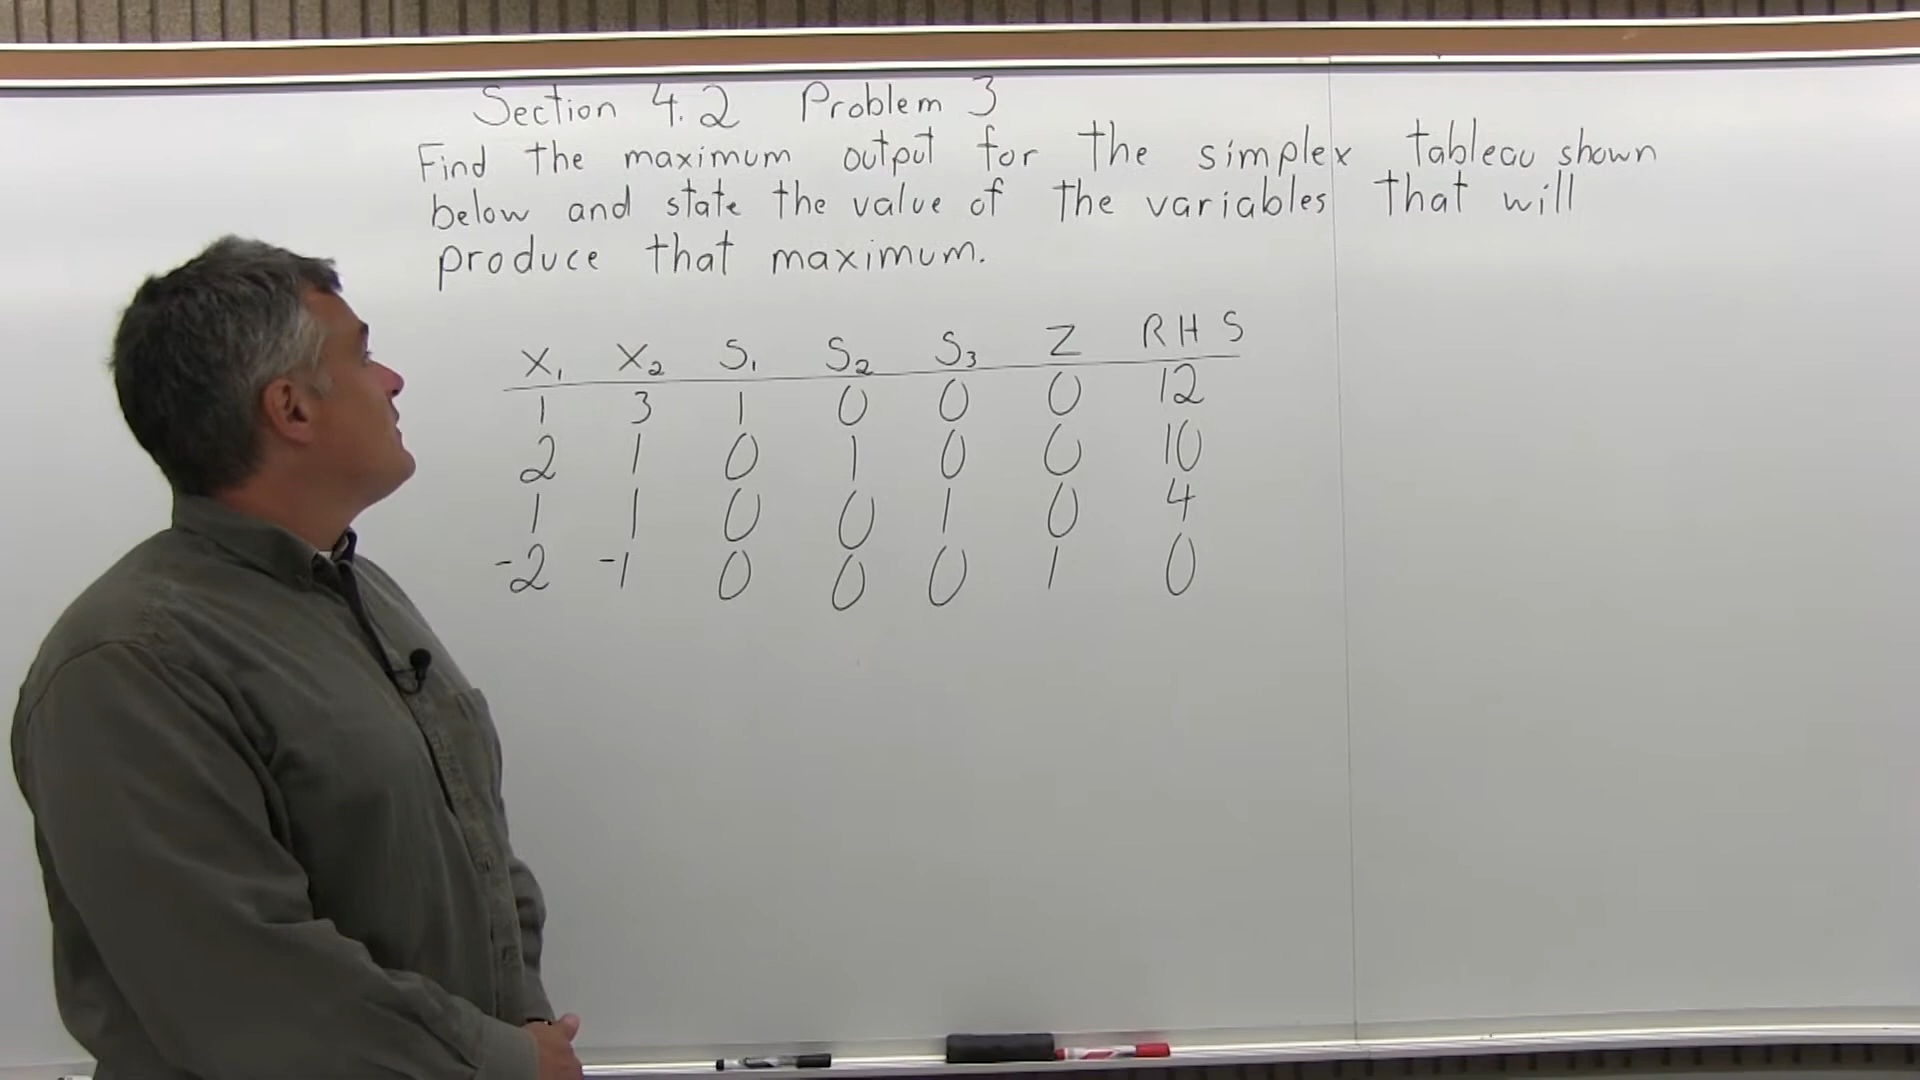 Section 4.2 Problem 3
Find the maximum output for the simplex tableau shown
below and state the value of the variables that will
produce that maximum.
X₁ X₂ S₁ S₂ S₃ Z RHS
1 3 1 0 0 0 12
2 1 0 1 0 0 10
1 1 0 0 1 0 4
-2 -1 0 0 0 1 0